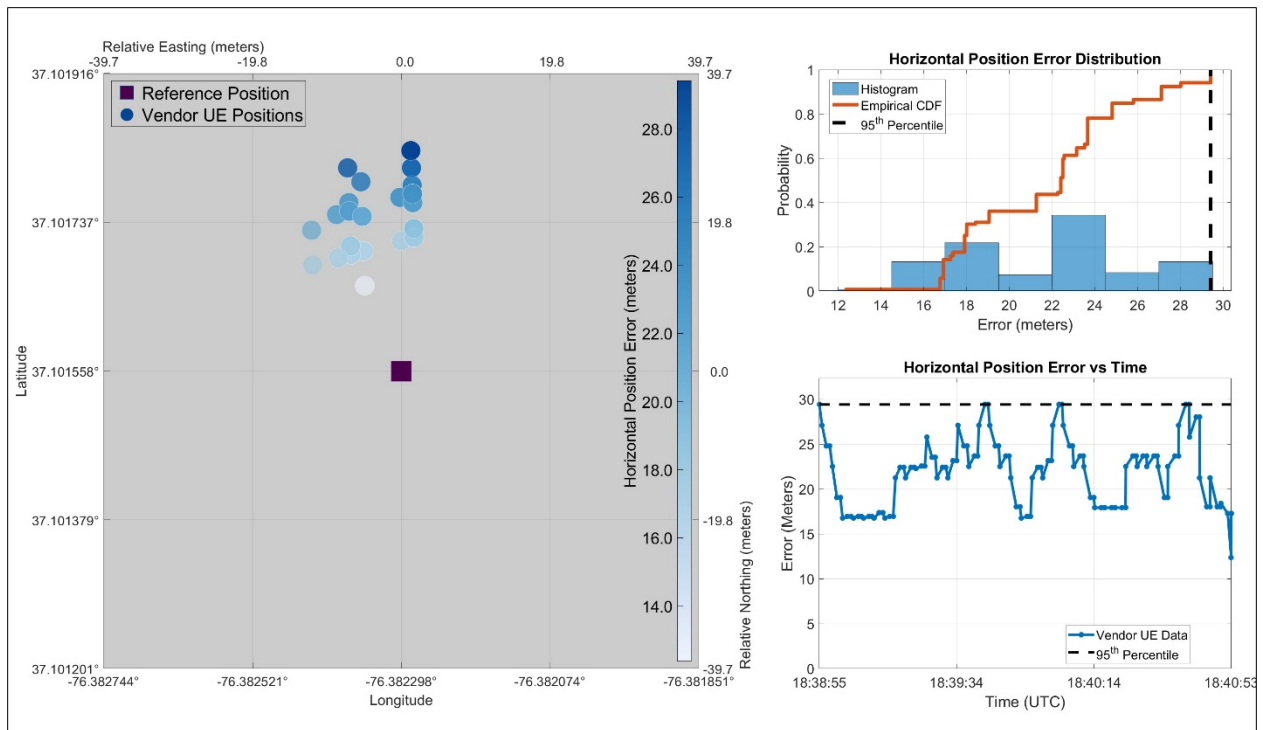 Relative Easting (meters)
-39.7 -19.8 0.0 19.8 39.7
37.101916°
37.101737°
37.101558°
37.101379°
37.101201°
Latitude
Reference Position
Vendor UE Positions
-76.382744° -76.382521° -76.382298° -76.382074° -76.381851°
Longitude
Horizontal Position Error (meters)
28.0
26.0
24.0
22.0
20.0
18.0
16.0
14.0
39.7
19.8
0.0
-19.8
-39.7
Relative Northing (meters)
Horizontal Position Error Distribution
Histogram
Empirical CDF
95th Percentile
1
0.8
0.6
0.4
0.2
0
Probability
12 14 16 18 20 22 24 26 28 30
Error (meters)
Horizontal Position Error vs Time
30
25
20
15
10
5
0
Error (Meters)
Vendor UE Data
95th Percentile
18:38:55 18:39:34 18:40:14 18:40:53
Time (UTC)